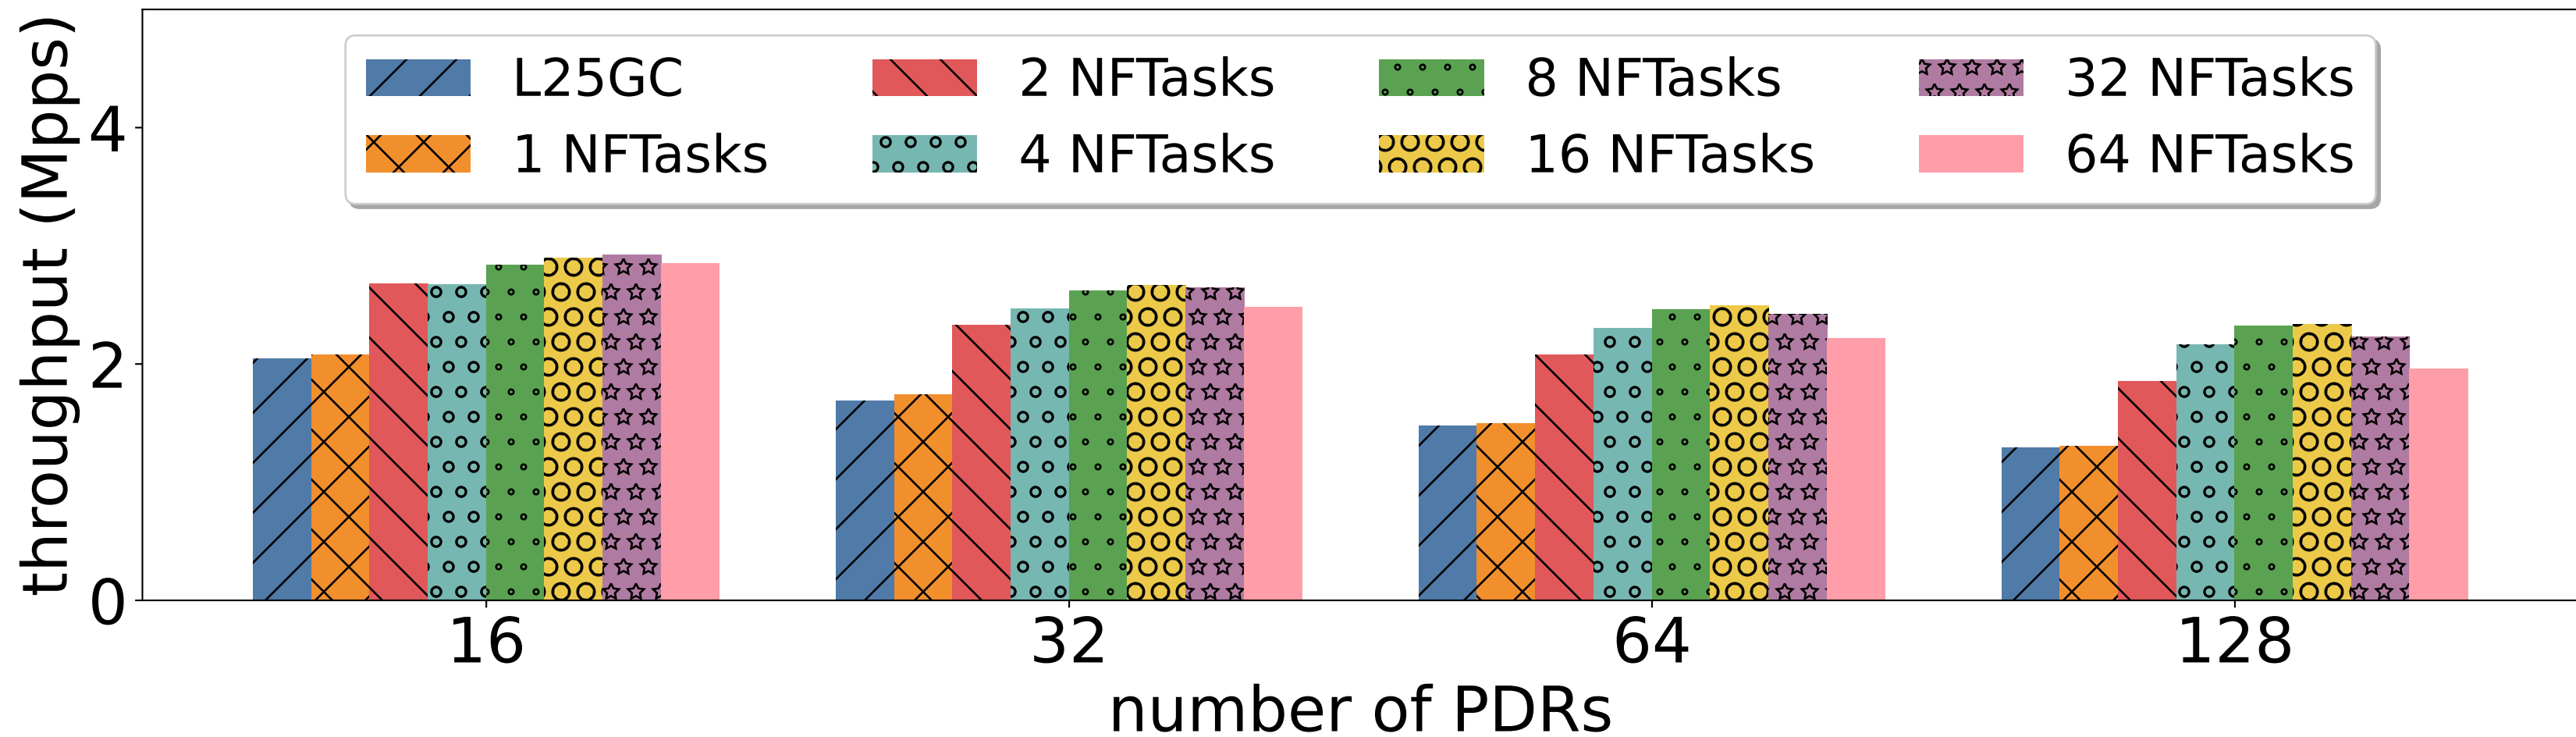 throughput (Mpps)
4
2
0
L25GC
1 NFTasks
2 NFTasks
4 NFTasks
8 NFTasks
16 NFTasks
32 NFTasks
64 NFTasks
16
32
64
128
number of PDRs